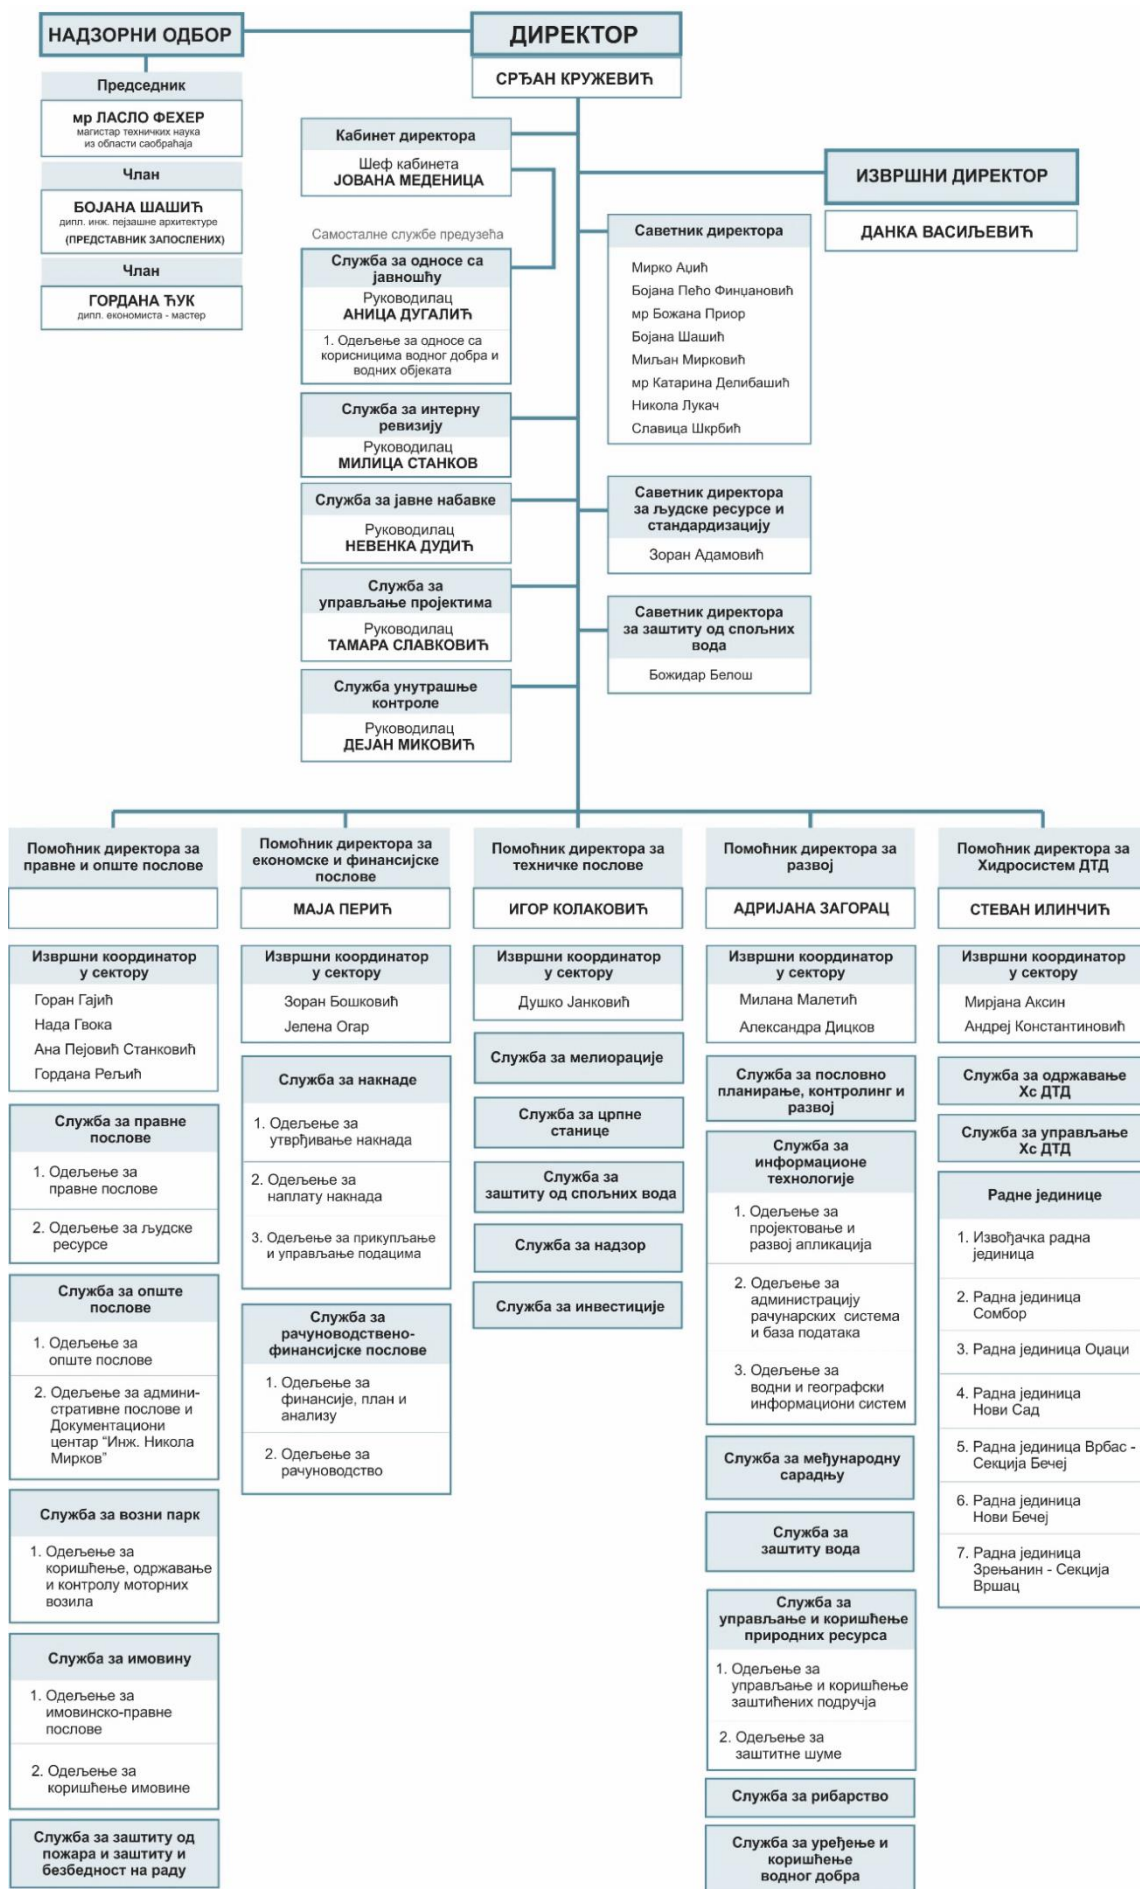 НАДЗОРНИ ОДБОР
ДИРЕКТОР
СРЂАН КРУЖЕВИЋ
Председник
мр ЛАСЛО ФЕХЕР
магистар техничких наука
из области саобраћаја
Члан
БОЈАНА ШАШИЋ
дипл. инж. пејзашне архитектуре
(ПРЕДСТАВНИК ЗАПОСЛЕНИХ)
Члан
ГОРДАНА ЋУК
дипл. економиста - мастер
Кабинет директора
Шеф кабинета
ЈОВАНА МЕДЕНИЦА
Самосталне службе предузећа
Служба за односе са
јавношћу
Руководилац
АНИЦА ДУГАЛИЋ
1. Одељење за односе са
корисницима водног добра и
водних објеката
Служба за интерну
ревизију
Руководилац
МИЛИЦА СТАНКОВ
Служба за јавне набавке
Руководилац
НЕВЕНКА ДУДИЋ
Служба за
управљање пројектима
Руководилац
ТАМАРА СЛАВКОВИЋ
Служба унутрашње
контроле
Руководилац
ДЕЈАН МИКОВИЋ
ИЗВРШНИ ДИРЕКТОР
ДАНКА ВАСИЉЕВИЋ
Саветник директора
Мирко Аџић
Бојана Пећо Финџановић
мр Божана Приор
Бојана Шашић
Миљан Мирковић
мр Катарина Делибашић
Никола Лукач
Славица Шкрбић
Саветник директора
за људске ресурсе и
стандардизацију
Зоран Адамовић
Саветник директора
за заштиту од спољних
вода
Божидар Белош
Помоћник директора за
правне и опште послове
Извршни координатор
у сектору
Горан Гајић
Нада Гвока
Ана Пејовић Станковић
Гордана Рељић
Служба за правне
послове
1. Одељење за
правне послове
2. Одељење за људске
ресурсе
Служба за опште
послове
1. Одељење за
опште послове
2. Одељење за админи-
стративне послове и
Документациони
центар "Инж. Никола
Мирков"
Служба за возни парк
1. Одељење за
коришћење, одржавање
и контролу моторних
возила
Служба за имовину
1. Одељење за
имовинско-правне
послове
2. Одељење за
коришћење имовине
Служба за заштиту од
пожара и заштиту и
безбедност на раду
Помоћник директора за
економске и финансијске
послове
МАЈА ПЕРИЋ
Извршни координатор
у сектору
Зоран Бошковић
Јелена Огар
Служба за накнаде
1. Одељење за
утврђивање накнада
2. Одељење за
наплату накнада
3. Одељење за прикупљање
и управљање подацима
Служба за
рачуноводствено-
финансијске послове
1. Одељење за
финансије, план и
анализу
2. Одељење за
рачуноводство
Помоћник директора за
техничке послове
ИГОР КОЛАКОВИЋ
Извршни координатор
у сектору
Душко Јанковић
Служба за мелиорације
Служба за црпне
станице
Служба за
заштиту од спољних вода
Служба за надзор
Служба за инвестиције
Помоћник директора за
развој
АДРИЈАНА ЗАГОРАЦ
Извршни координатор
у сектору
Милана Малетић
Александра Дицков
Служба за пословно
планирање, контролинг и
развој
Служба за
информационе
технологије
1. Одељење за
пројектовање и
развој апликација
2. Одељење за
администрацију
рачунарских система
и база података
3. Одељење за
водни и географски
информациони систем
Служба за међународну
сарадњу
Служба за
заштиту вода
Служба за
управљање и коришћење
природних ресурса
1. Одељење за
управљање и коришћење
заштићених подручја
2. Одељење за
заштитне шуме
Служба за рибарство
Служба за уређење и
коришћење
водног добра
Помоћник директора за
Хидросистем ДТД
СТЕВАН ИЛИНЧИЋ
Извршни координатор
у сектору
Мирјана Аксин
Андреј Константиновић
Служба за одржавање
Хс ДТД
Служба за управљање
Хс ДТД
Радне јединице
1. Извођачка радна
јединица
2. Радна јединица
Сомбор
3. Радна јединица Оџаци
4. Радна јединица
Нови Сад
5. Радна јединица Врбас -
Секција Бечеј
6. Радна јединица
Нови Бечеј
7. Радна јединица
Зрењанин - Секција
Вршац